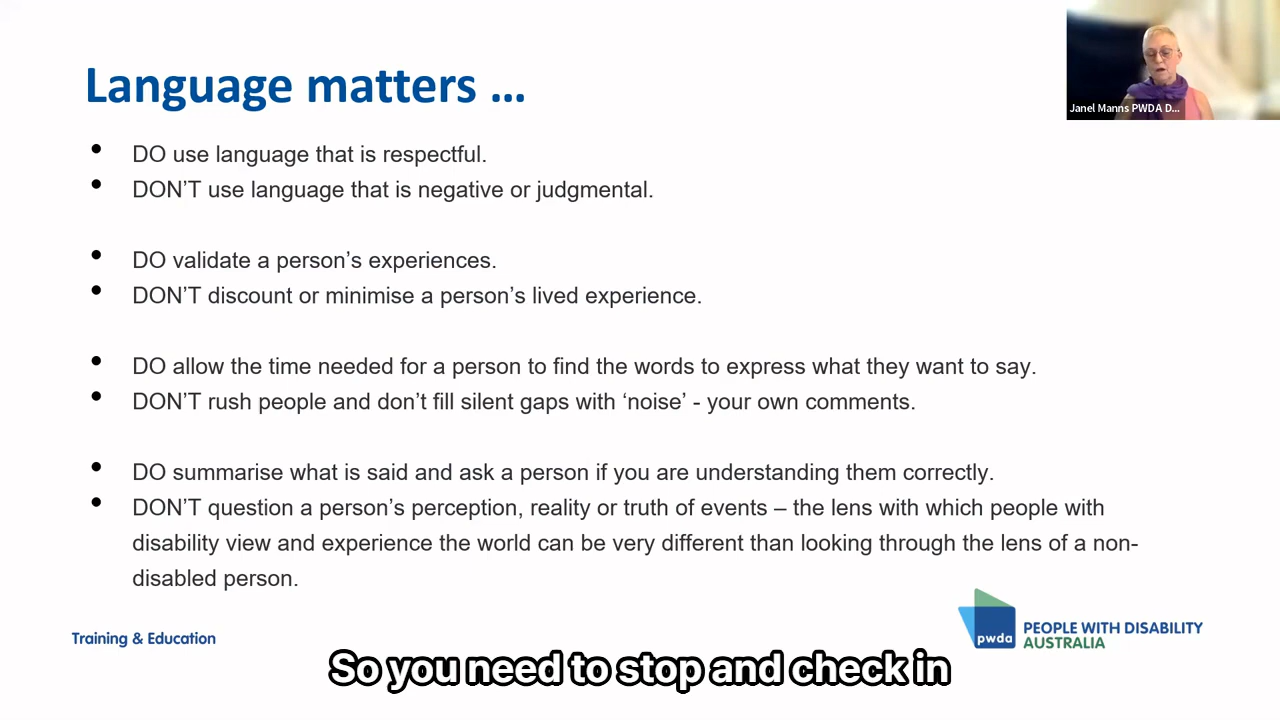 Language matters ...
Janel Manns PWDA D...
• DO use language that is respectful.
• DON’T use language that is negative or judgmental.
• DO validate a person’s experiences.
• DON’T discount or minimise a person’s lived experience.
• DO allow the time needed for a person to find the words to express what they want to say.
• DON’T rush people and don’t fill silent gaps with ‘noise’ - your own comments.
• DO summarise what is said and ask a person if you are understanding them correctly.
• DON’T question a person’s perception, reality or truth of events – the lens with which people with
disability view and experience the world can be very different than looking through the lens of a non-
disabled person.
Training & Education
pwda
PEOPLE WITH DISABILITY
AUSTRALIA
So you need to stop and check in